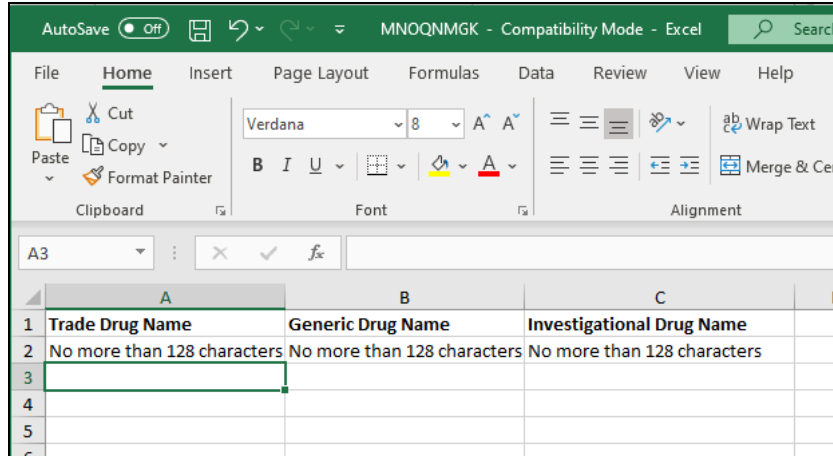 AutoSave Off MNOQNMGK - Compatibility Mode - Excel
File Home Insert Page Layout Formulas Data Review View Help
Paste
Cut
Copy
Format Painter
Clipboard
Verdana 8 A^ Aˇ
B I U A
Font
ab Wrap Text
Alignment
A3 fx
A B C
1 Trade Drug Name Generic Drug Name Investigational Drug Name
2 No more than 128 characters No more than 128 characters No more than 128 characters
3
4
5